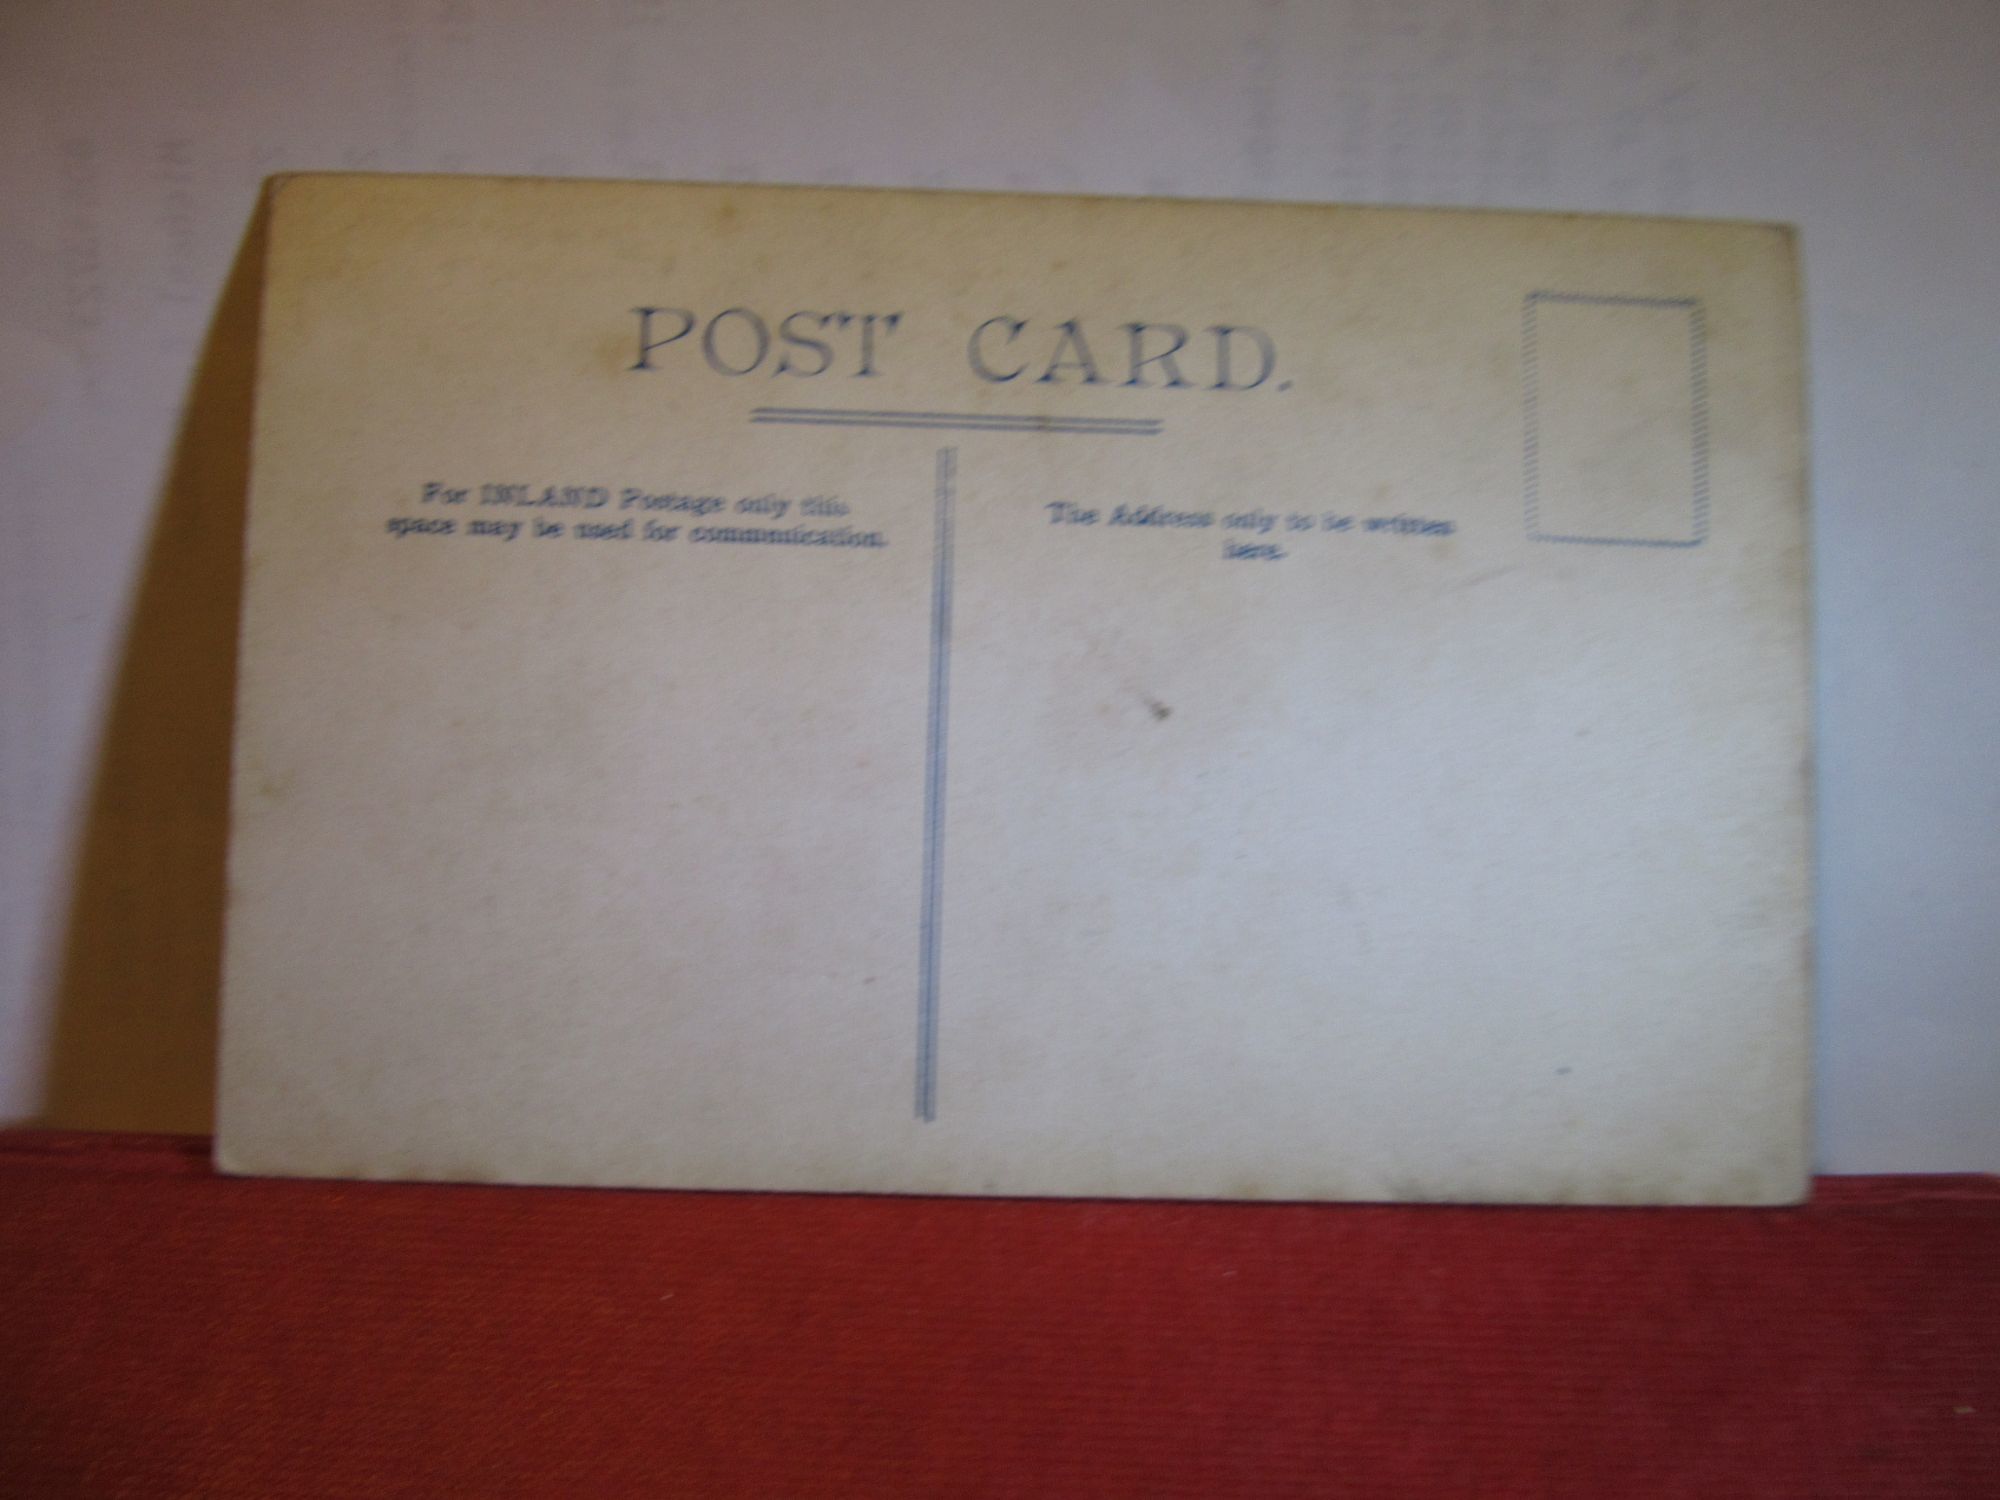 POST CARD.
For INLAND Postage only this
space may be used for communication.
The Address only to be written
here.